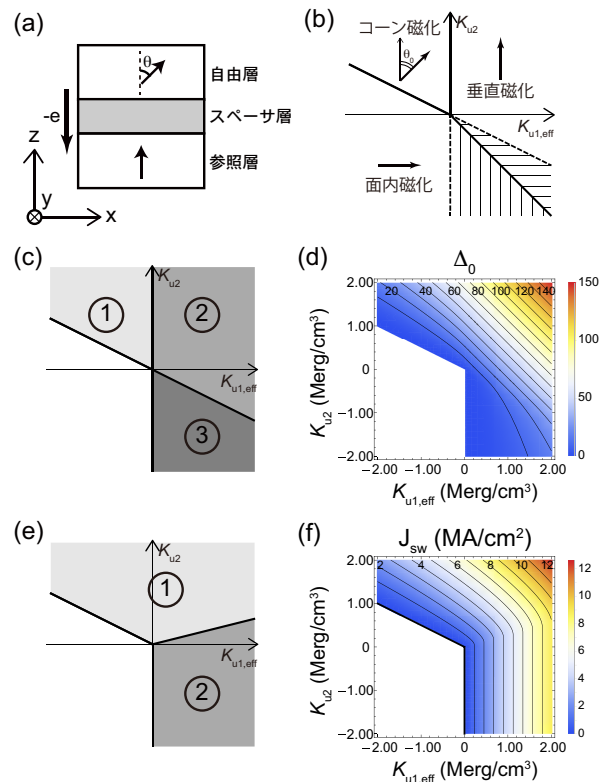 (a)
θ
自由層
スペーサ層
参照層
-e
z
y
x
(b)
コーン磁化
K_u2
θ_0
垂直磁化
K_u1,eff
面内磁化
(c)
K_u2
①
②
K_u1,eff
③
(d)
Δ_0
2.00
1.00
0
−1.00
−2.00
20 40 60 80 100 120 140
K_u2 (Merg/cm³)
−2.00 −1.00 0 1.00 2.00
K_u1,eff (Merg/cm³)
150
100
50
0
(e)
K_u2
①
K_u1,eff
②
(f)
J_sw (MA/cm²)
2.00
1.00
0
−1.00
2.00
2 4 6 8 10 12
K_u2 (Merg/cm³)
−2.00 −1.00 0 1.00 2.00
K_u1,eff (Merg/cm³)
12
10
8
6
4
2
0